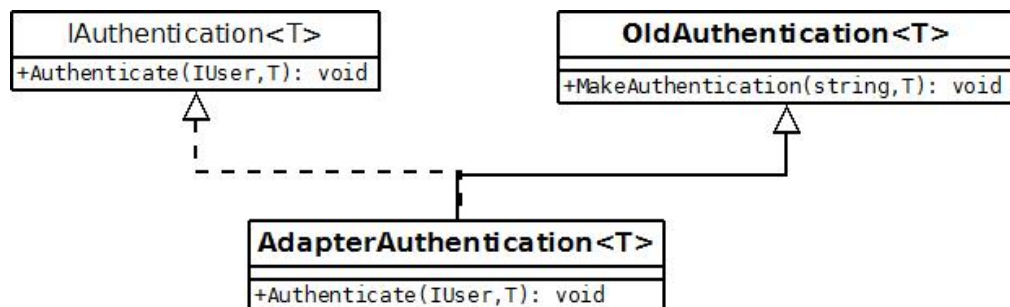 IAuthentication<T>
+Authenticate(IUser,T): void
OldAuthentication<T>
+MakeAuthentication(string,T): void
AdapterAuthentication<T>
+Authenticate(IUser,T): void